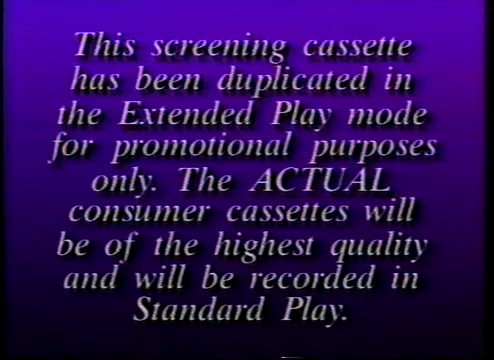 This screening cassette
has been duplicated in
the Extended Play mode
for promotional purposes
only. The ACTUAL
consumer cassettes will
be of the highest quality
and will be recorded in
Standard Play.